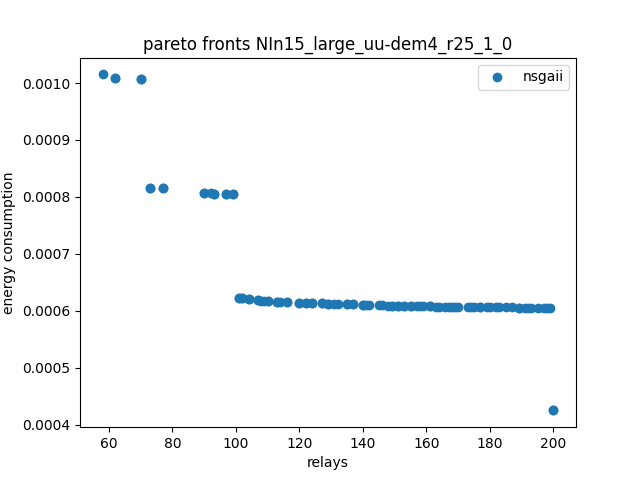 pareto fronts NIn15_large_uu-dem4_r25_1_0
nsgaii
0.0010
0.0009
0.0008
0.0007
0.0006
0.0005
0.0004
energy consumption
60 80 100 120 140 160 180 200
relays